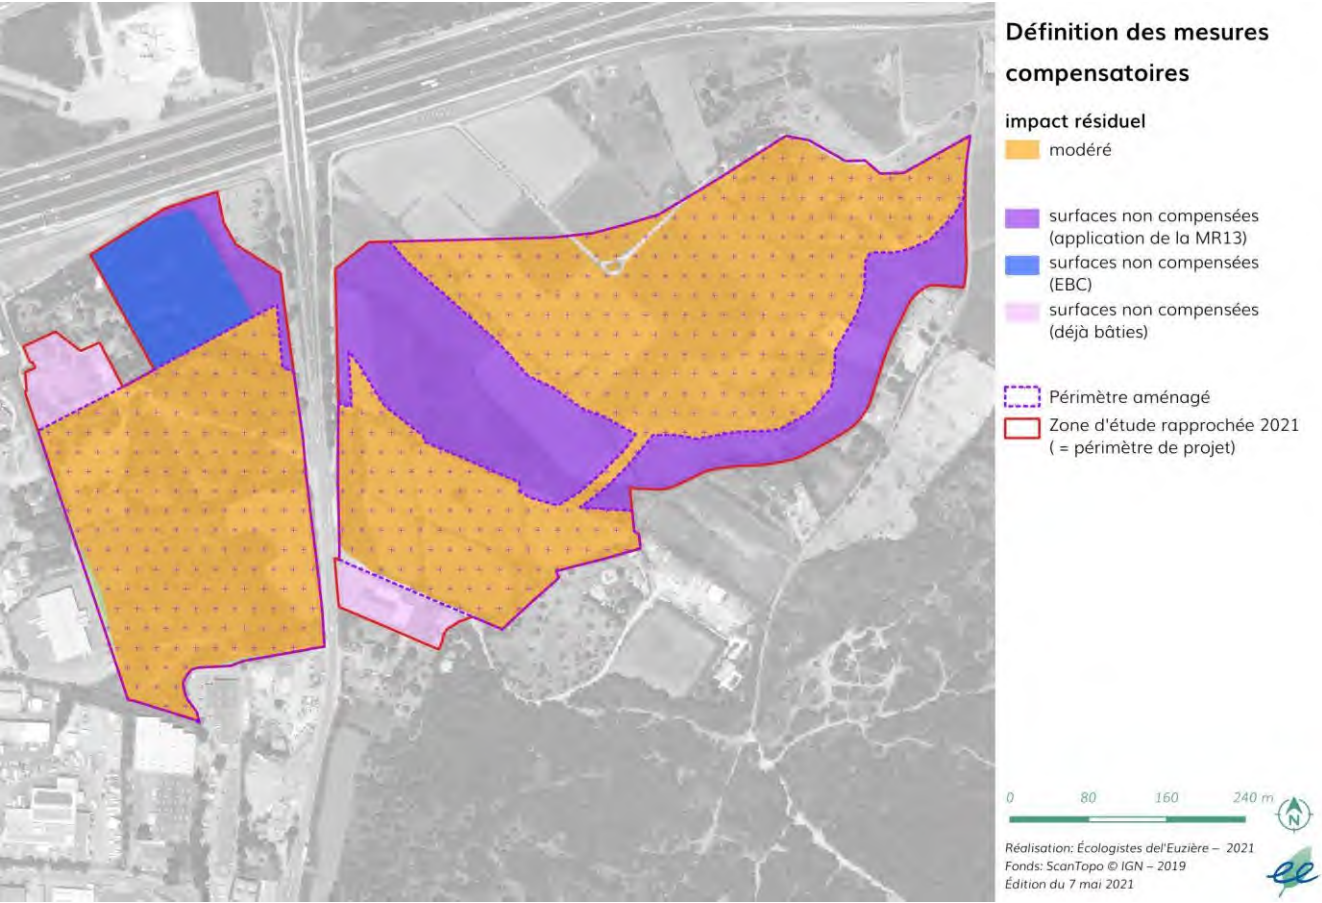 Définition des mesures
compensatoires
impact résiduel
modéré
surfaces non compensées
(application de la MR13)
surfaces non compensées
(EBC)
surfaces non compensées
(déjà bâties)
Périmètre aménagé
Zone d'étude rapprochée 2021
( = périmètre de projet)
0 80 160 240 m
N
Réalisation: Écologistes del'Euzière – 2021
Fonds: ScanTopo © IGN – 2019
Édition du 7 mai 2021
ee